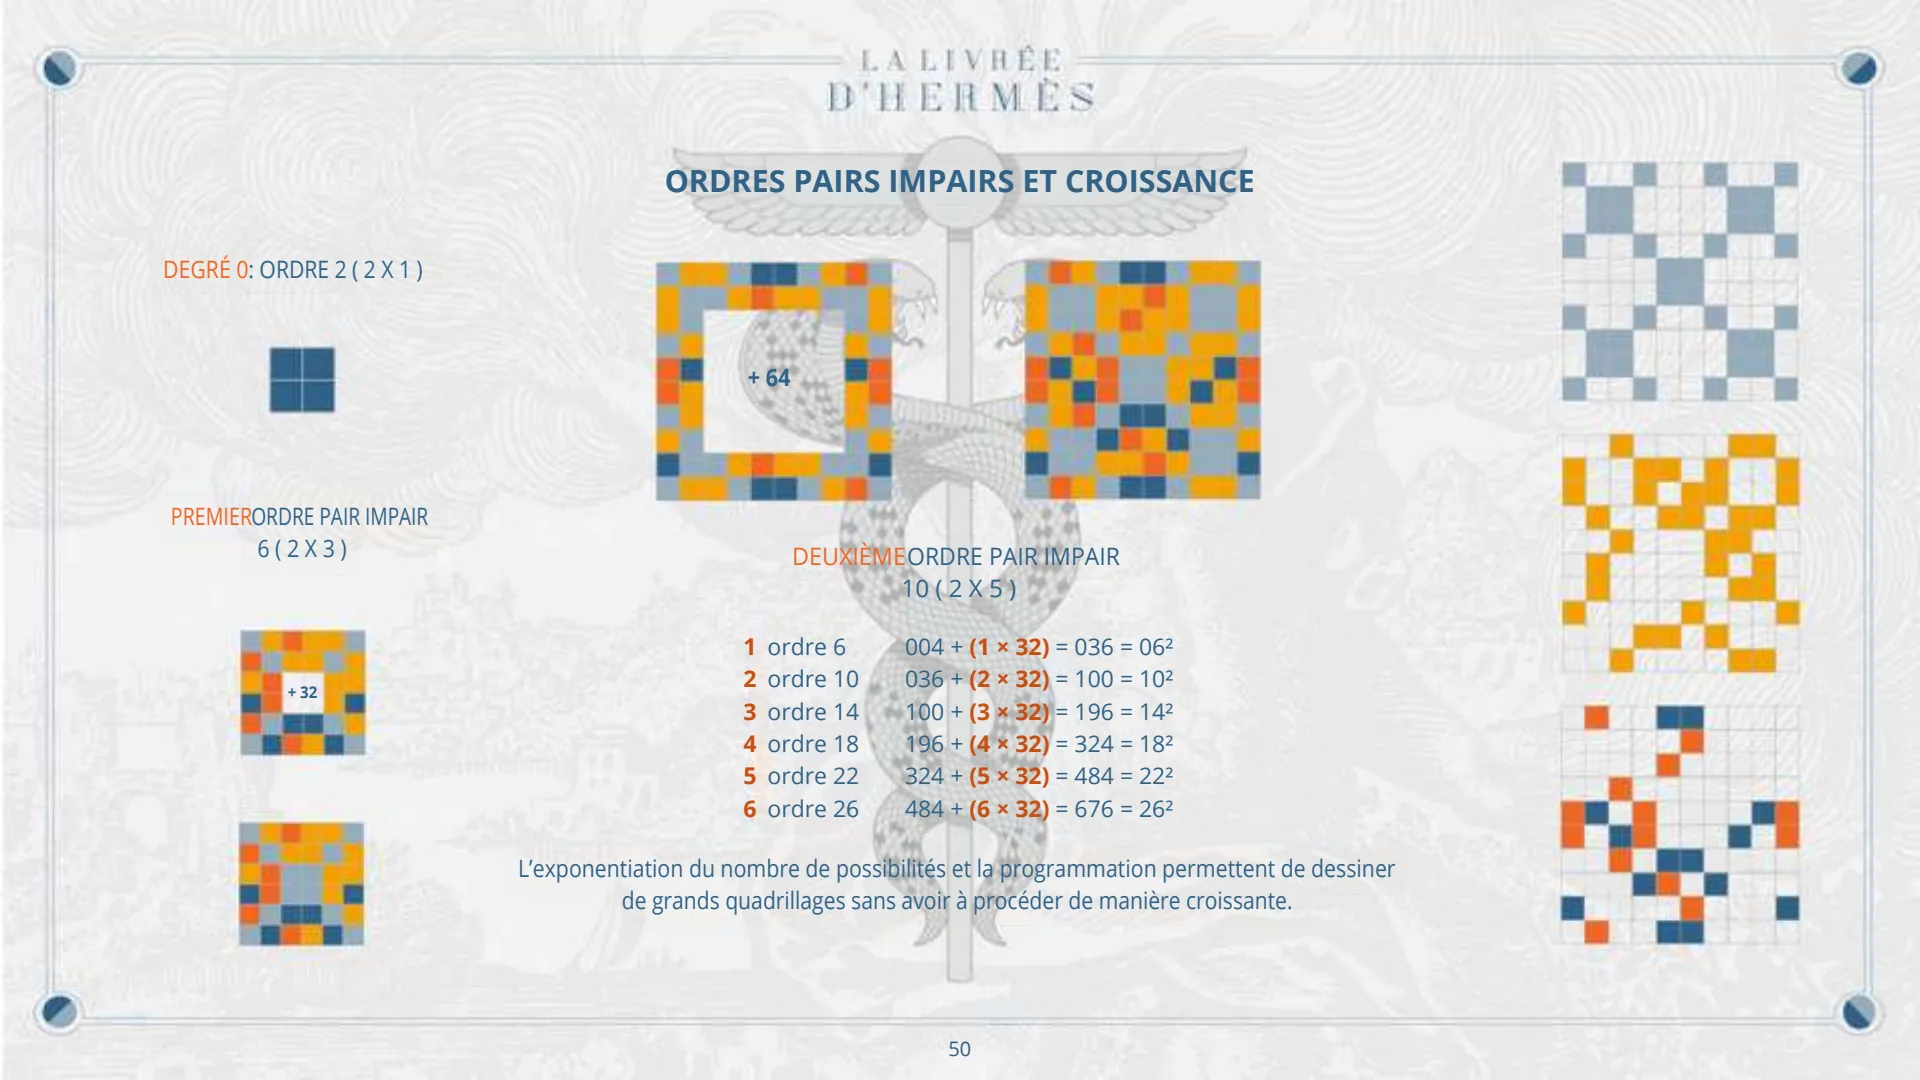 LA LIVRÉE
D'HERMÈS
ORDRES PAIRS IMPAIRS ET CROISSANCE
DEGRÉ 0: ORDRE 2 ( 2 X 1 )
PREMIERORDRE PAIR IMPAIR
6 ( 2 X 3 )
+ 32
+ 64
DEUXIÈMEORDRE PAIR IMPAIR
10 ( 2 X 5 )
1 ordre 6 004 + (1 × 32) = 036 = 06²
2 ordre 10 036 + (2 × 32) = 100 = 10²
3 ordre 14 100 + (3 × 32) = 196 = 14²
4 ordre 18 196 + (4 × 32) = 324 = 18²
5 ordre 22 324 + (5 × 32) = 484 = 22²
6 ordre 26 484 + (6 × 32) = 676 = 26²
L’exponentiation du nombre de possibilités et la programmation permettent de dessiner
de grands quadrillages sans avoir à procéder de manière croissante.
50